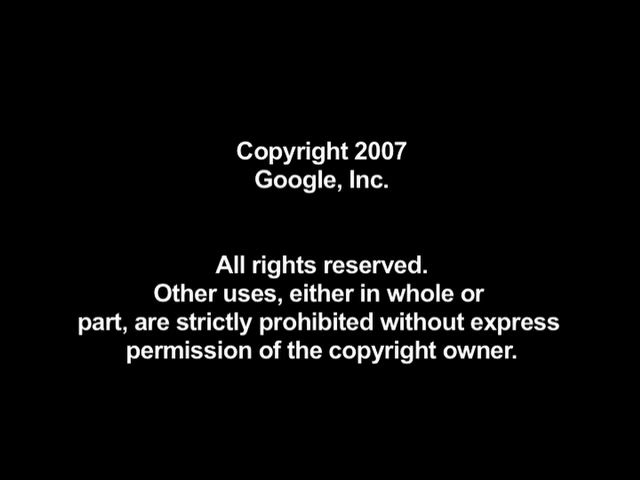 Copyright 2007
Google, Inc.
All rights reserved.
Other uses, either in whole or
part, are strictly prohibited without express
permission of the copyright owner.